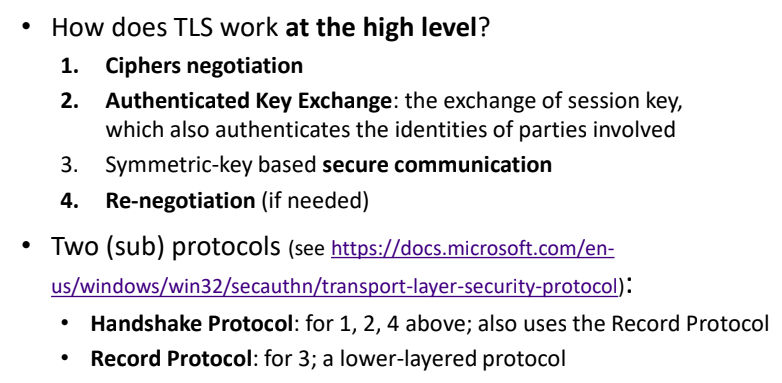 • How does TLS work at the high level?
1. Ciphers negotiation
2. Authenticated Key Exchange: the exchange of session key,
which also authenticates the identities of parties involved
3. Symmetric-key based secure communication
4. Re-negotiation (if needed)
• Two (sub) protocols (see https://docs.microsoft.com/en-
us/windows/win32/secauthn/transport-layer-security-protocol):
• Handshake Protocol: for 1, 2, 4 above; also uses the Record Protocol
• Record Protocol: for 3; a lower-layered protocol